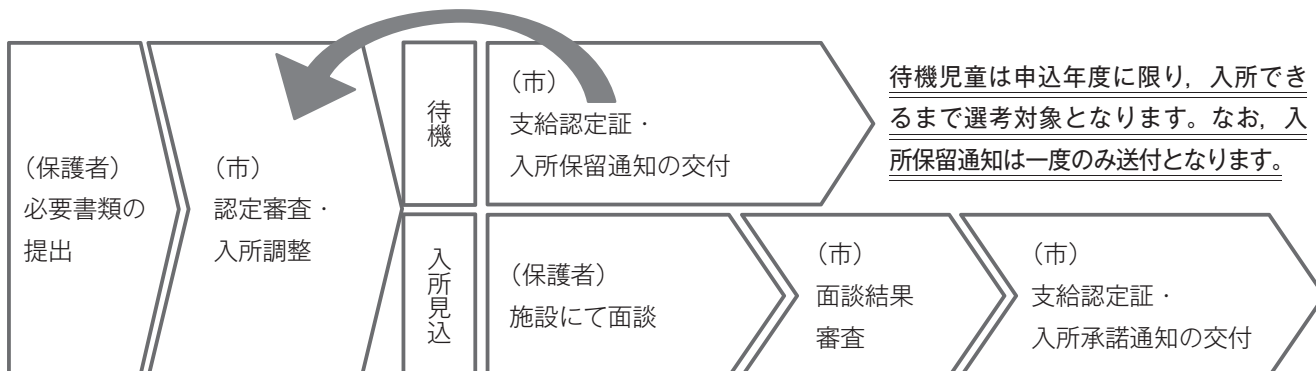 (保護者)
必要書類の
提出
(市)
認定審査・
入所調整
待機
(市)
支給認定証・
入所保留通知の交付
待機児童は申込年度に限り，入所でき
るまで選考対象となります。なお，入
所保留通知は一度のみ送付となります。
入所見込
(保護者)
施設にて面談
(市)
面談結果
審査
(市)
支給認定証・
入所承諾通知の交付